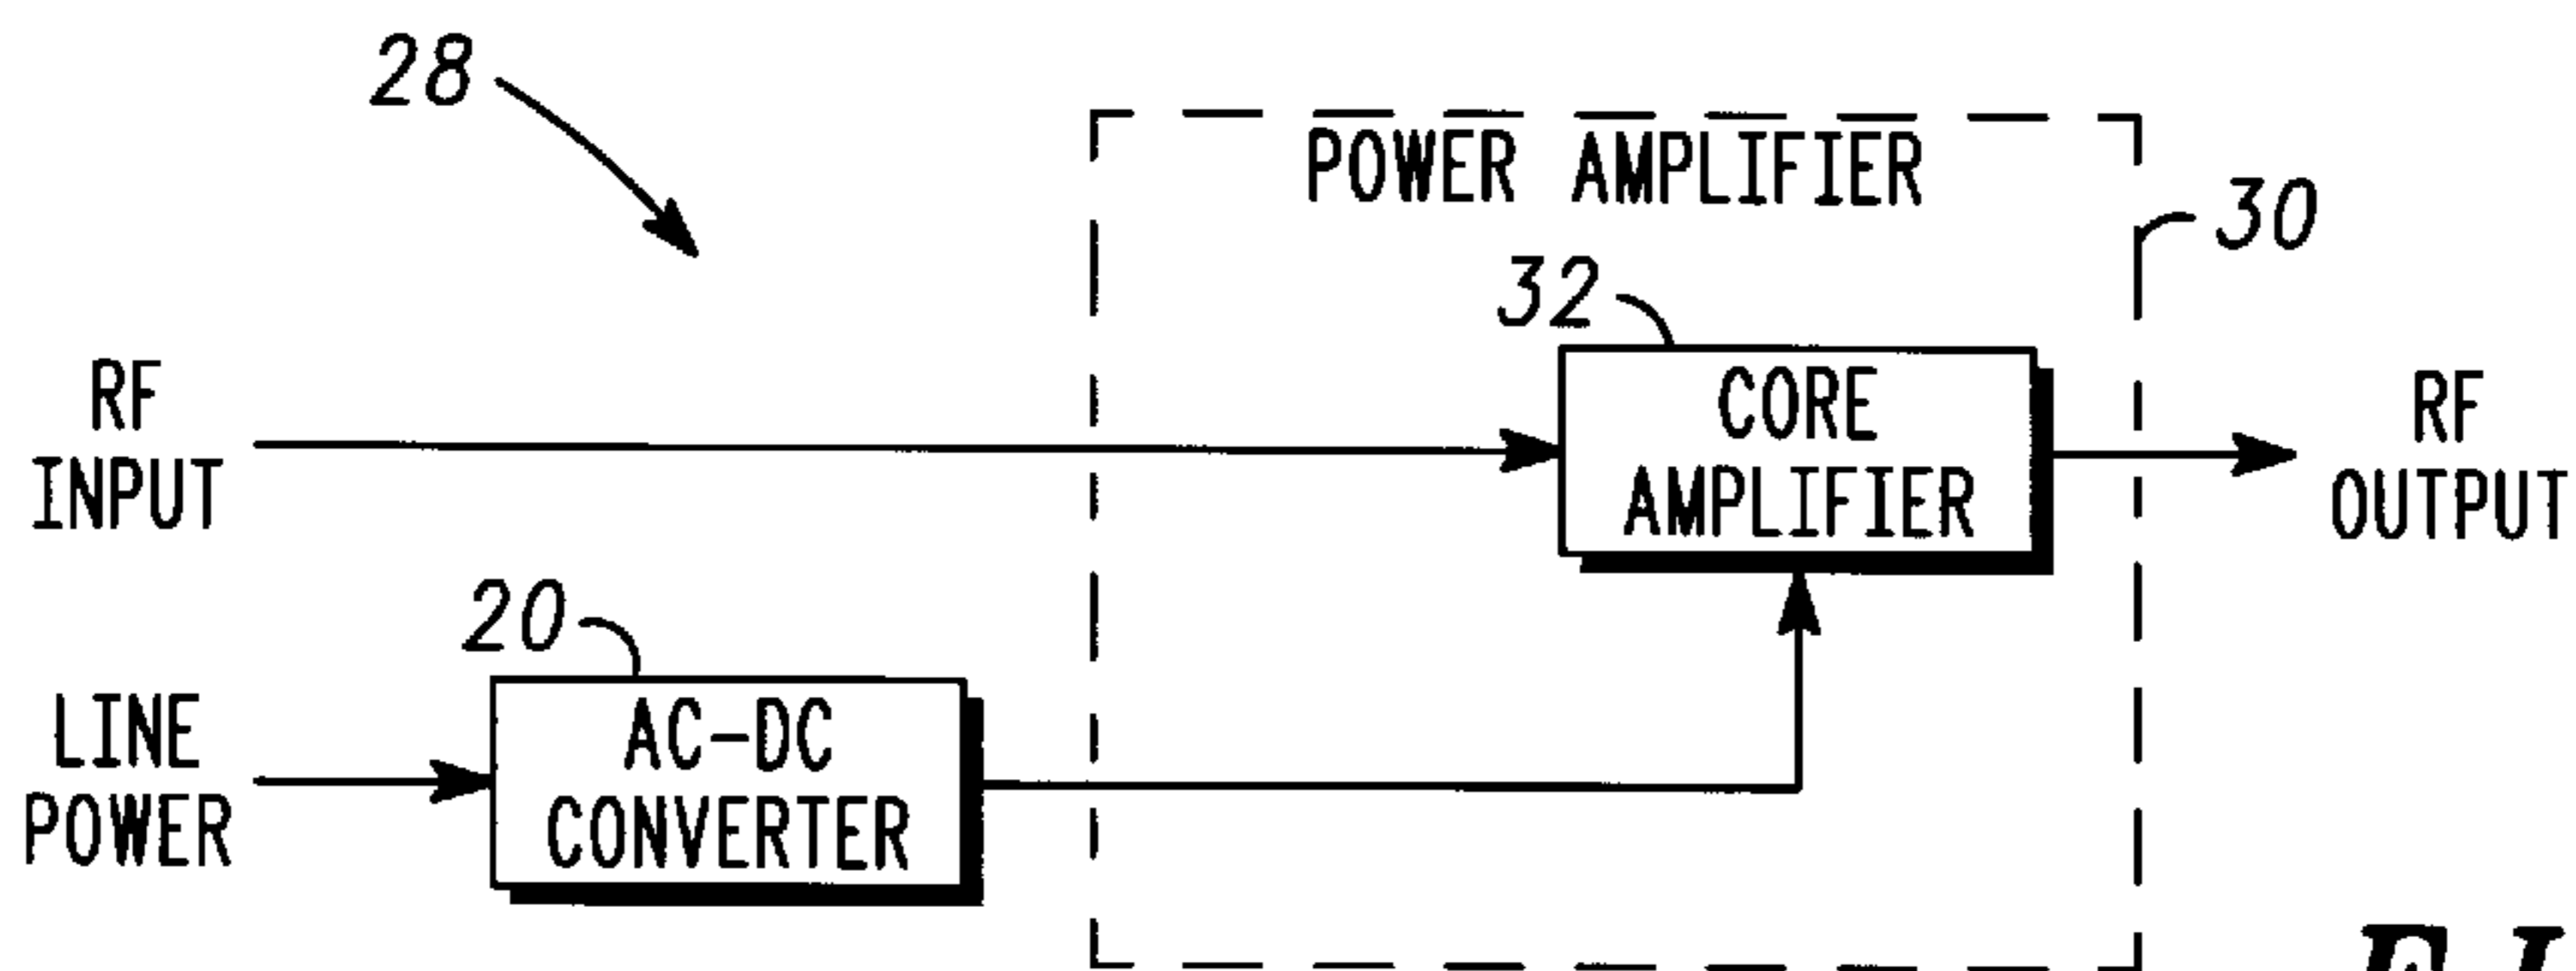 28
POWER AMPLIFIER
30
32
RF
INPUT
CORE
AMPLIFIER
RF
OUTPUT
20
LINE
POWER
AC-DC
CONVERTER